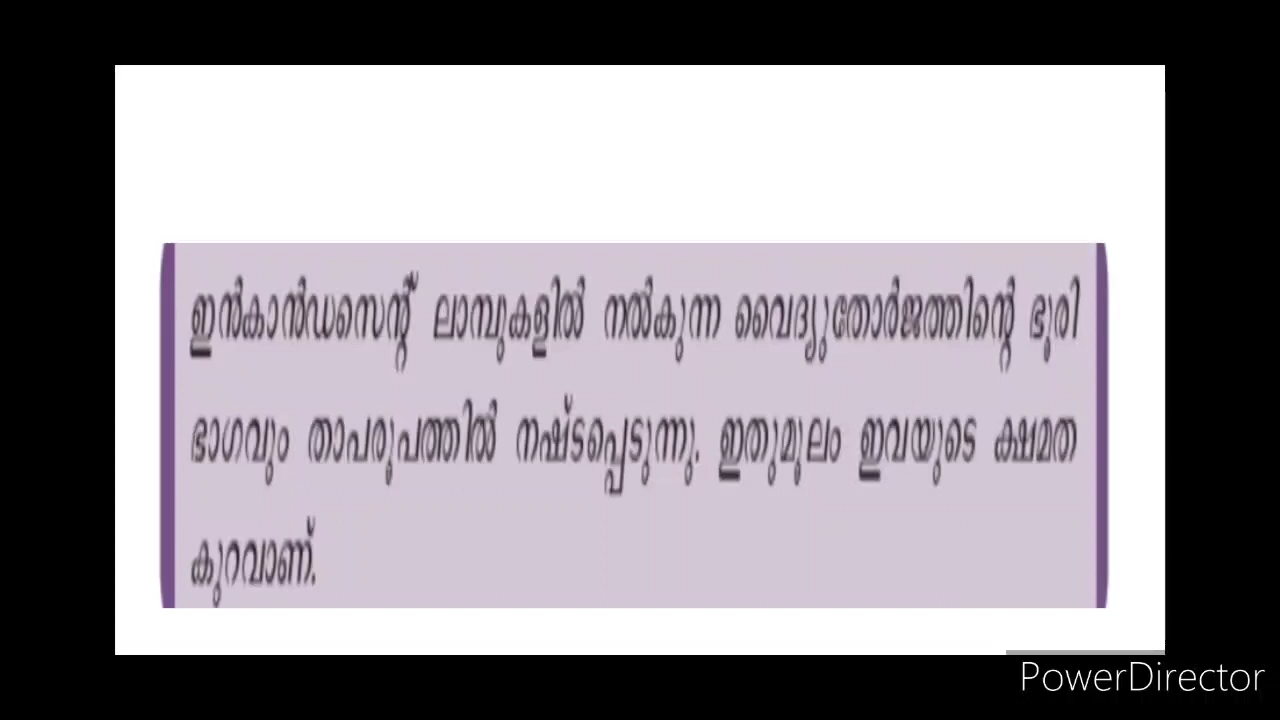 ഇൻകാൻഡസെന്റ് ലാമ്പുകളിൽ നൽകുന്ന വൈദ്യുതോർജത്തിന്റെ ഭൂരി
ഭാഗവും താപരൂപത്തിൽ നഷ്ടപ്പെടുന്നു. ഇതുമൂലം ഇവയുടെ ക്ഷമത
കുറവാണ്.
PowerDirector